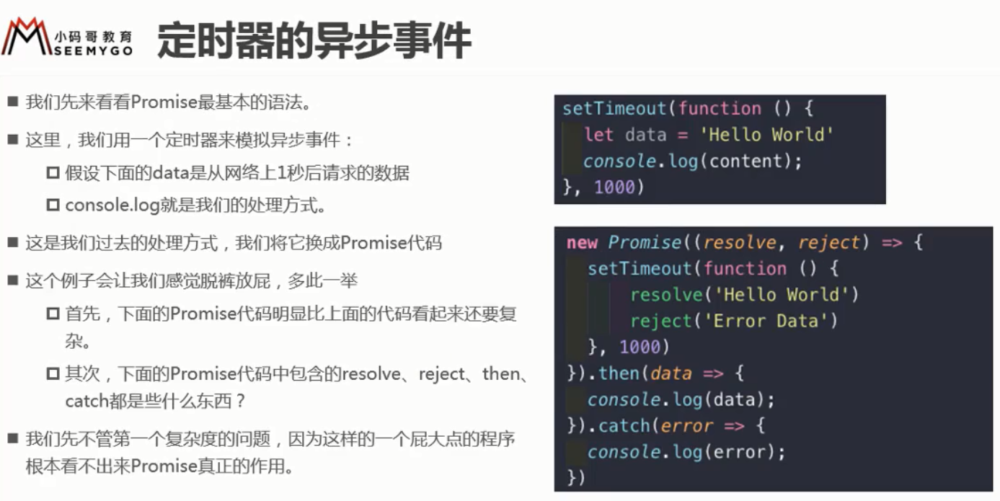 小码哥教育
SEEMYGO
定时器的异步事件
■ 我们先来看看Promise最基本的语法。
■ 这里，我们用一个定时器来模拟异步事件：
□ 假设下面的data是从网络上1秒后请求的数据
□ console.log就是我们的处理方式。
■ 这是我们过去的处理方式，我们将它换成Promise代码
■ 这个例子会让我们感觉脱裤放屁，多此一举
□ 首先，下面的Promise代码明显比上面的代码看起来还要复
杂。
□ 其次，下面的Promise代码中包含的resolve、reject、then、
catch都是些什么东西？
■ 我们先不管第一个复杂度的问题，因为这样的一个屁大点的程序
根本看不出来Promise真正的作用。
setTimeout(function () {
let data = 'Hello World'
console.log(content);
}, 1000)
new Promise((resolve, reject) => {
setTimeout(function () {
resolve('Hello World')
reject('Error Data')
}, 1000)
}).then(data => {
console.log(data);
}).catch(error => {
console.log(error);
})